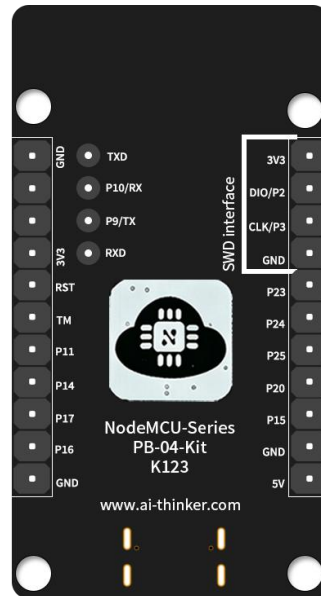 GND
TXD
P10/RX
P9/TX
3V3
RXD
RST
TM
P11
P14
P17
P16
GND
SWD interface
3V3
DIO/P2
CLK/P3
GND
P23
P24
P25
P20
P15
GND
5V
NodeMCU-Series
PB-04-Kit
K123
www.ai-thinker.com